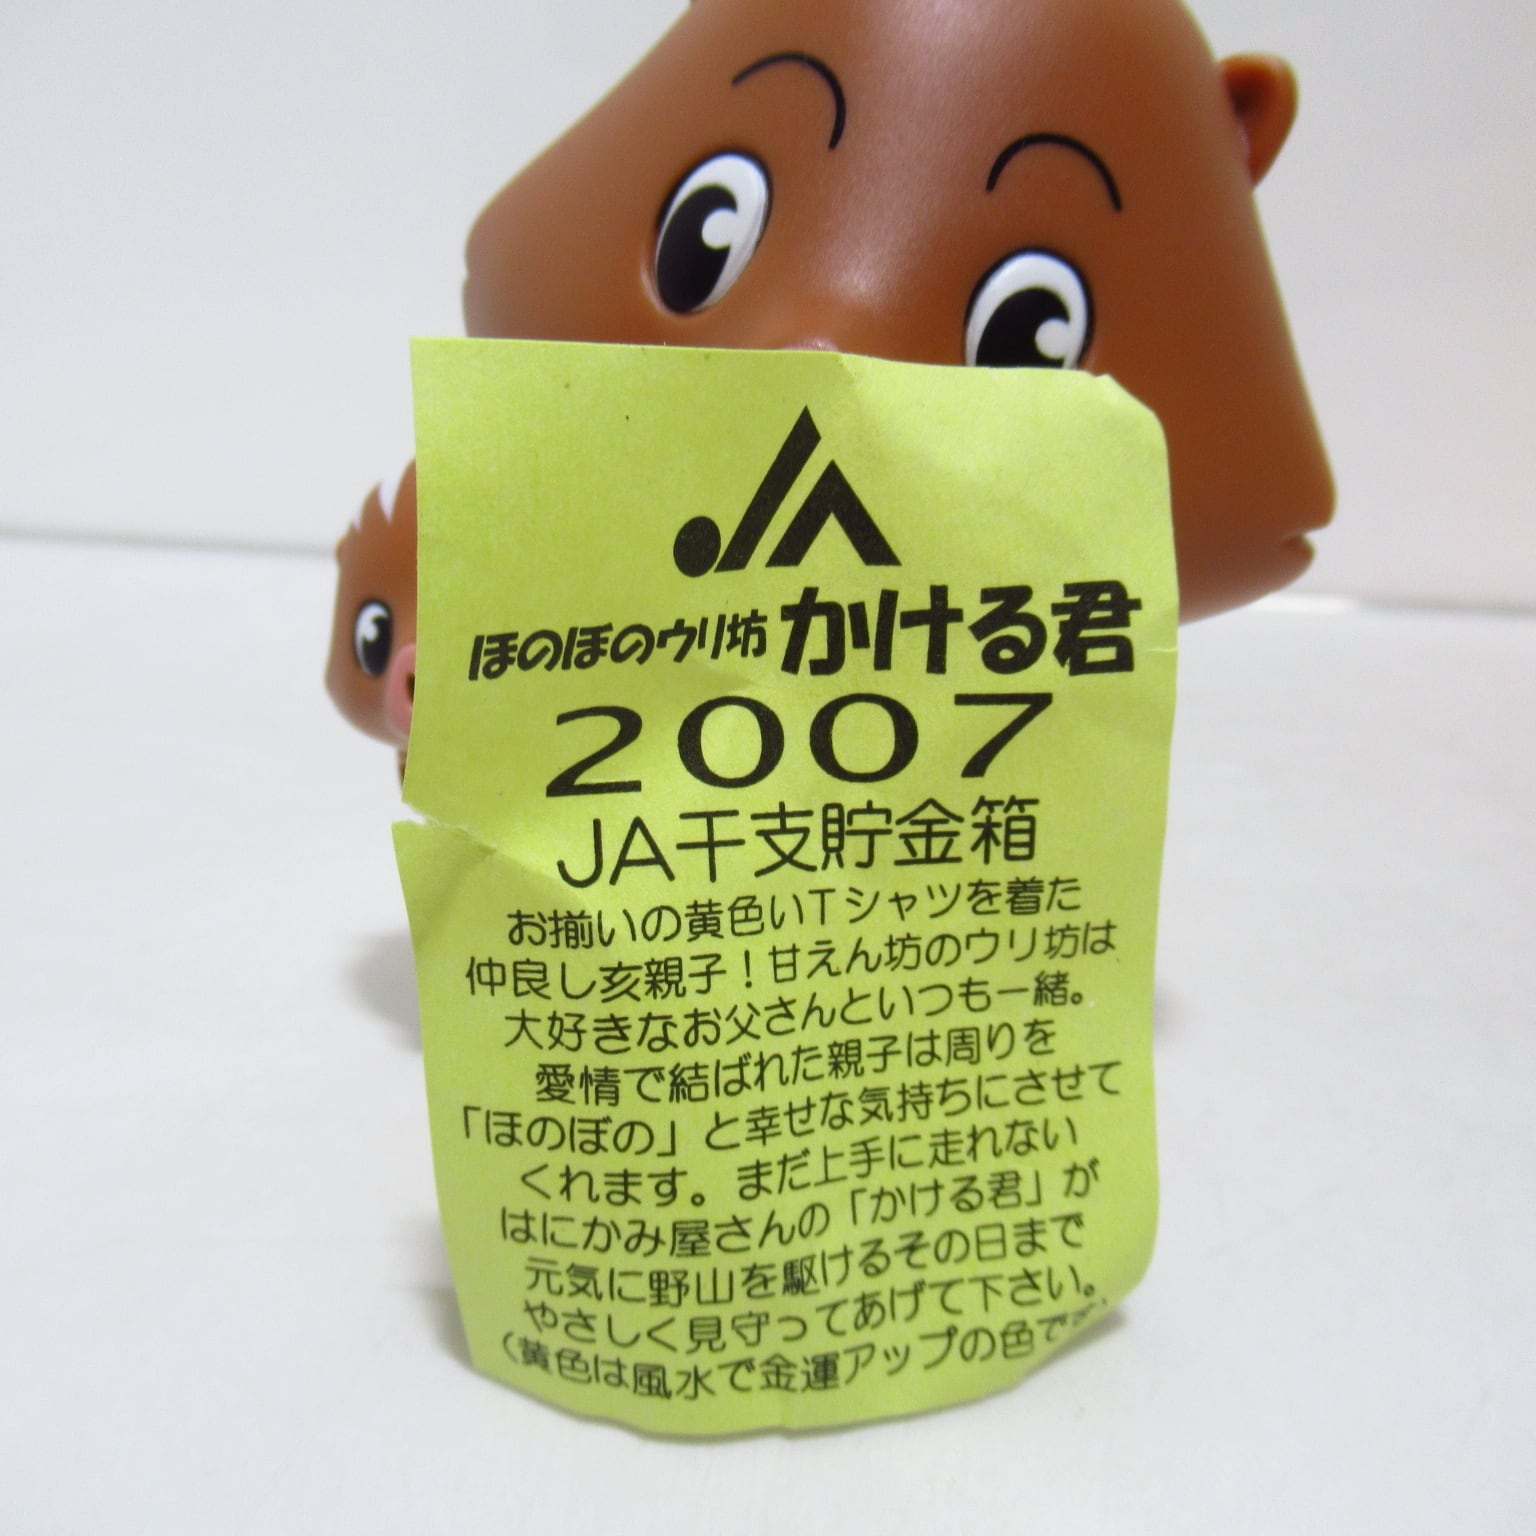 JA
ほのぼのウリ坊 かける君
2007
JA干支貯金箱
お揃いの黄色いTシャツを着た
仲良し亥親子!甘えん坊のウリ坊は
大好きなお父さんといつも一緒。
愛情で結ばれた親子は周りを
「ほのぼの」と幸せな気持ちにさせて
くれます。まだ上手に走れない
はにかみ屋さんの「かける君」が
元気に野山を駆けるその日まで
やさしく見守ってあげて下さい。
(黄色は風水で金運アップの色です